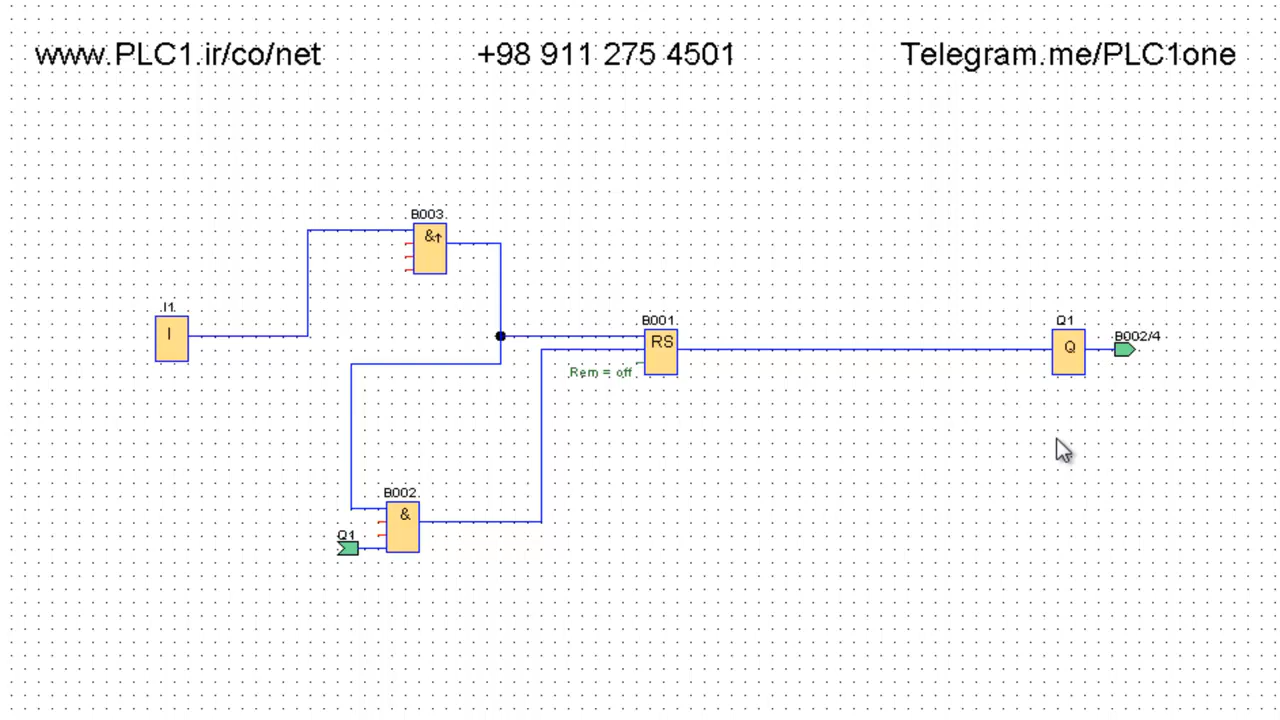 www.PLC1.ir/co/net
+98 911 275 4501
Telegram.me/PLC1one
B003
&↑
I1
I
B001
RS
Rem = off
Q1
Q
B002/4
B002
&
Q1